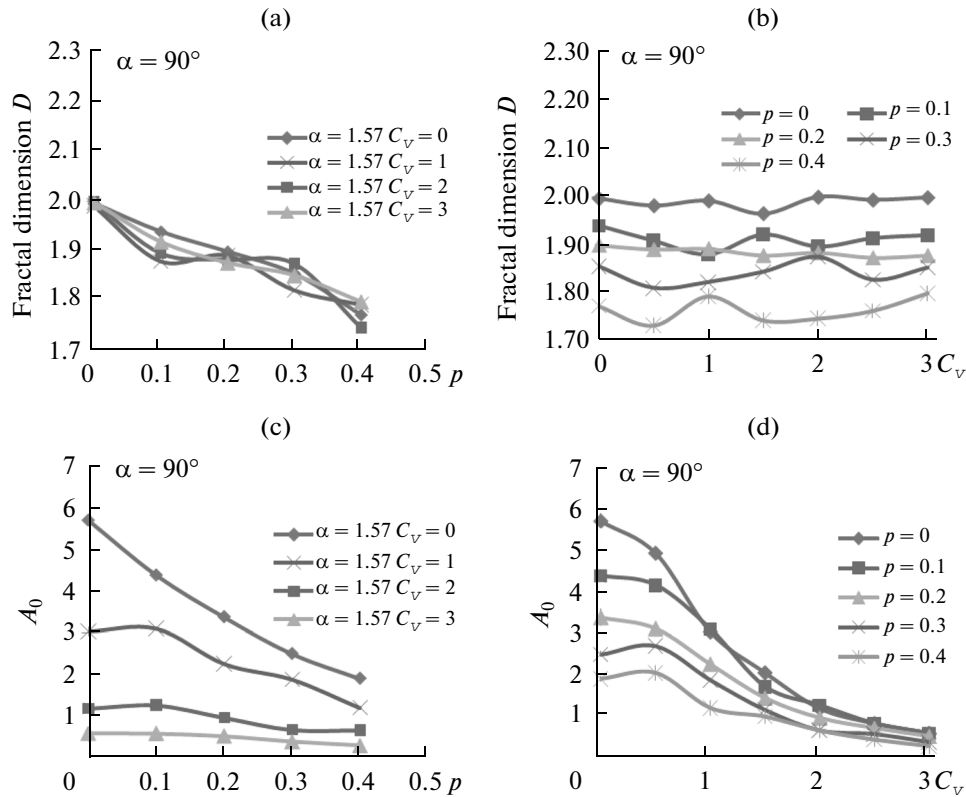 (a)
α = 90°
Fractal dimension D
2.3
2.2
2.1
2.0
1.9
1.8
1.7
α = 1.57 C_V = 0
α = 1.57 C_V = 1
α = 1.57 C_V = 2
α = 1.57 C_V = 3
0 0.1 0.2 0.3 0.4 0.5 p
(b)
α = 90°
Fractal dimension D
2.30
2.20
2.10
2.00
1.90
1.80
1.70
p = 0
p = 0.1
p = 0.2
p = 0.3
p = 0.4
0 1 2 3 C_V
(c)
α = 90°
A_0
7
6
5
4
3
2
1
α = 1.57 C_V = 0
α = 1.57 C_V = 1
α = 1.57 C_V = 2
α = 1.57 C_V = 3
0 0.1 0.2 0.3 0.4 0.5 p
(d)
α = 90°
A_0
7
6
5
4
3
2
1
p = 0
p = 0.1
p = 0.2
p = 0.3
p = 0.4
0 1 2 3 C_V